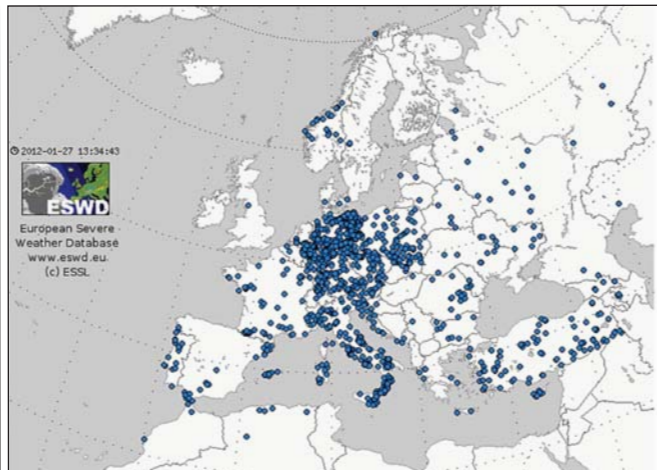 2012-01-27 13:34:43
ESWD
European Severe
Weather Database
www.eswd.eu
(c) ESSL